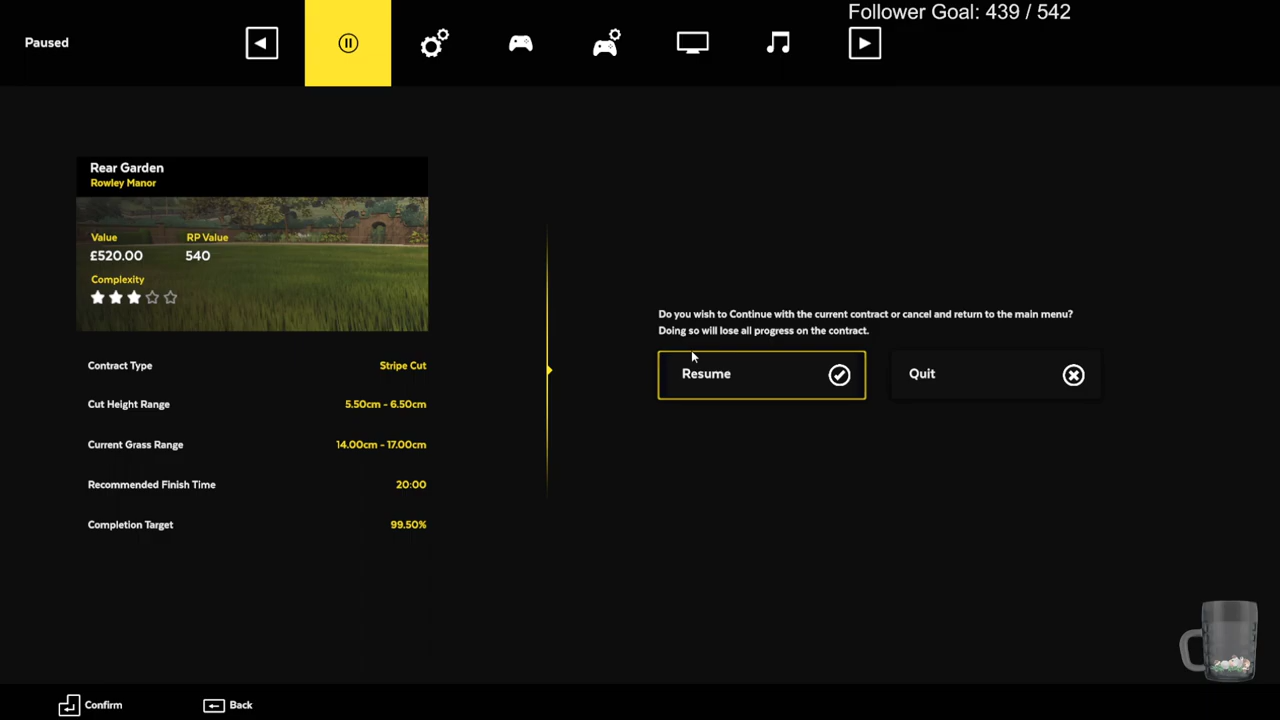 Follower Goal: 439 / 542
Paused
Rear Garden
Rowley Manor
Value RP Value
£520.00 540
Complexity
Do you wish to Continue with the current contract or cancel and return to the main menu?
Doing so will lose all progress on the contract.
Resume Quit
Contract Type Stripe Cut
Cut Height Range 5.50cm - 6.50cm
Current Grass Range 14.00cm - 17.00cm
Recommended Finish Time 20:00
Completion Target 99.50%
Confirm Back